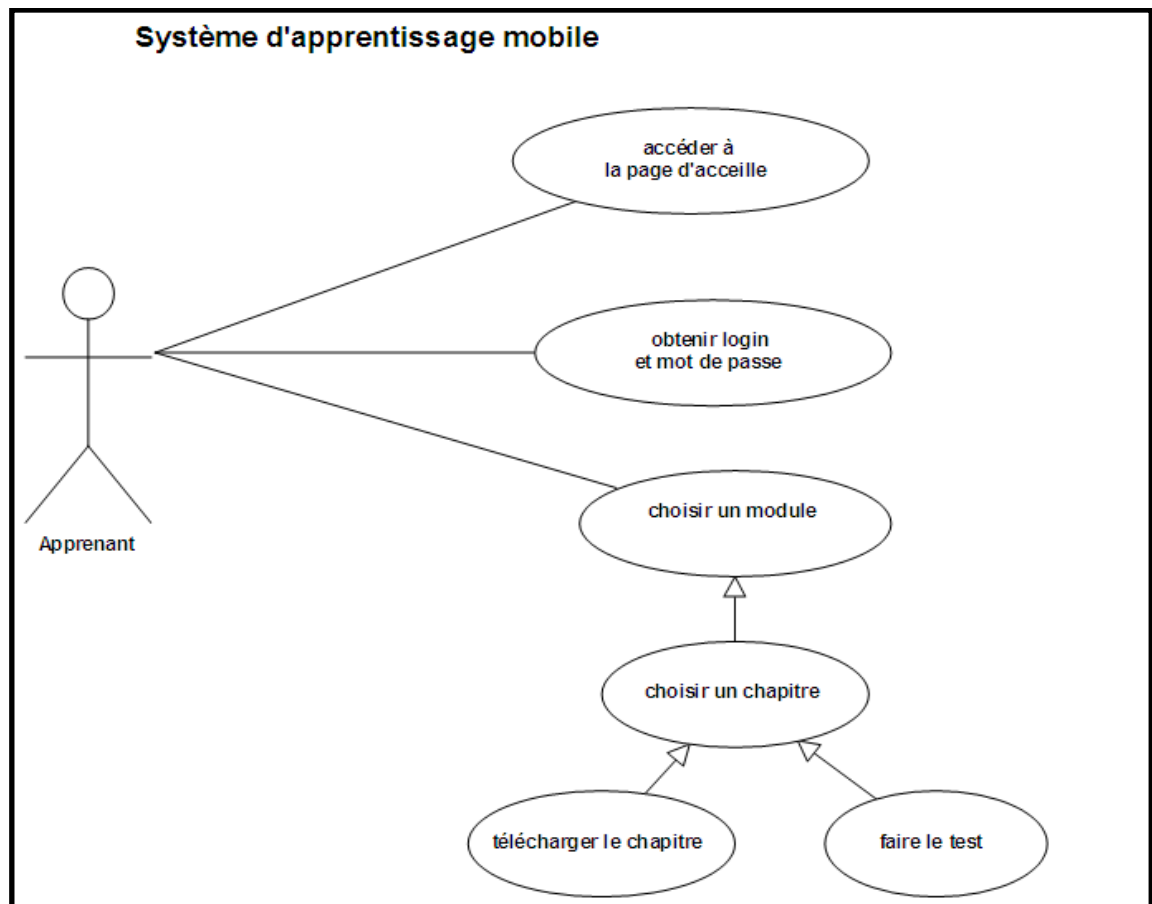 Système d'apprentissage mobile
accéder à
la page d'acceille
obtenir login
et mot de passe
choisir un module
Apprenant
choisir un chapitre
télécharger le chapitre
faire le test